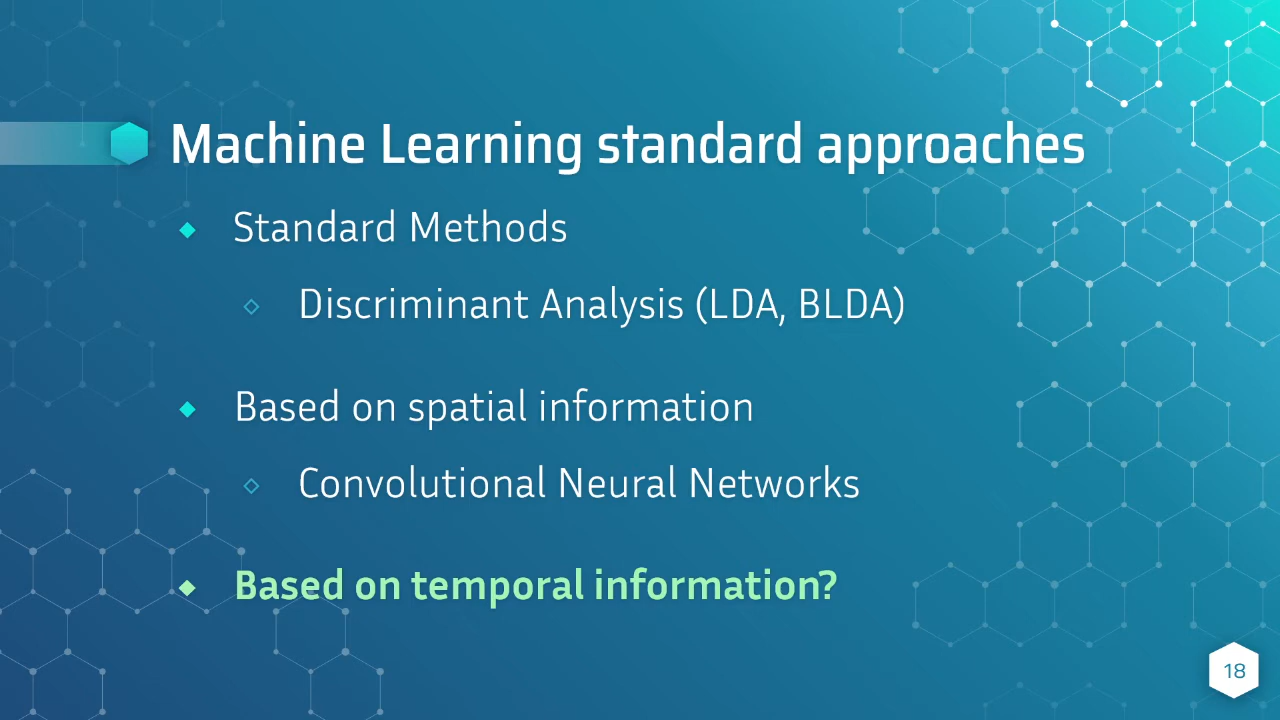 Machine Learning standard approaches
Standard Methods
Discriminant Analysis (LDA, BLDA)
Based on spatial information
Convolutional Neural Networks
Based on temporal information?
18